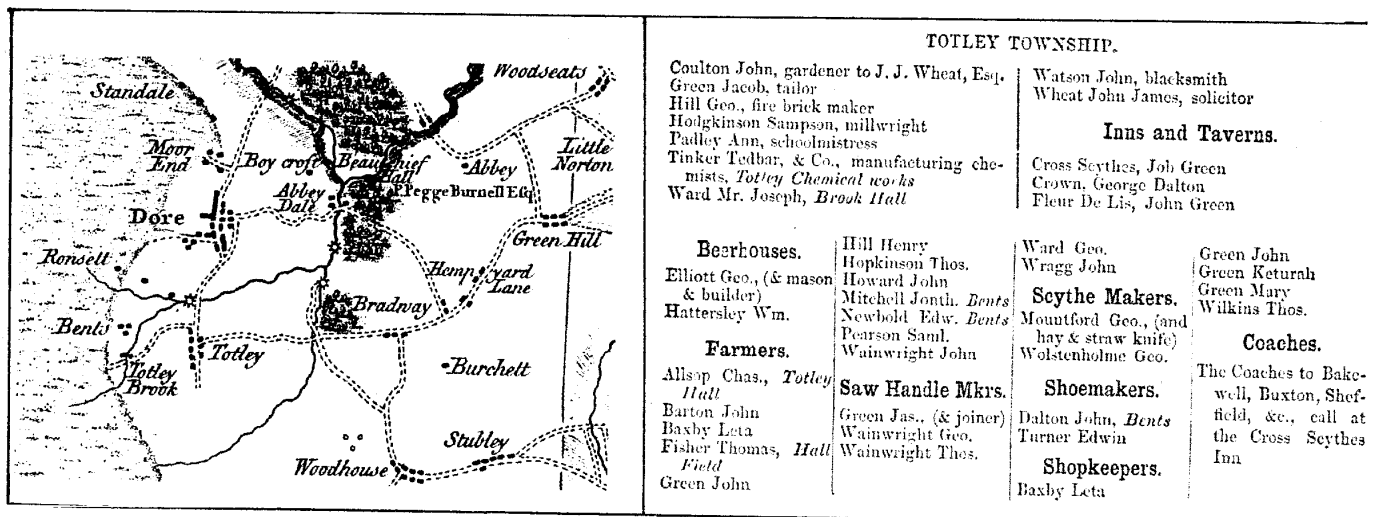 Woodseats
Standale
Moor
End
Boy croft
Beauchief
Hall
Abbey
Little
Norton
P. Pegge Burnell Esq.
Abbey
Dale
Dore
Green Hill
Ronsett
Hemp yard
Lane
Bradway
Bents
Totley
Totley
Brook
Burchett
Stubley
Woodhouse
TOTLEY TOWNSHIP.
Coulton John, gardener to J. J. Wheat, Esq.
Green Jacob, tailor
Hill Geo., fire brick maker
Hodgkinson Sampson, millwright
Padley Ann, schoolmistress
Tinker Tedbar, & Co., manufacturing che-
mists, Totley Chemical works
Ward Mr. Joseph, Brook Hall
Watson John, blacksmith
Wheat John James, solicitor
Inns and Taverns.
Cross Scythes, Job Green
Crown, George Dalton
Fleur De Lis, John Green
Beerhouses.
Elliott Geo., (& mason
& builder)
Hattersley Wm.
Farmers.
Allsop Chas., Totley
Hall
Barton John
Baxby Leta
Fisher Thomas, Hall
Field
Green John
Hill Henry
Hopkinson Thos.
Howard John
Mitchell Jonth. Bents
Newbold Edw. Bents
Pearson Saml.
Wainwright John
Saw Handle Mkrs.
Green Jas., (& joiner)
Wainwright Geo.
Wainwright Thos.
Ward Geo.
Wragg John
Scythe Makers.
Mountford Geo., (and
hay & straw knife)
Wolstenholme Geo.
Shoemakers.
Dalton John, Bents
Turner Edwin
Shopkeepers.
Baxby Leta
Green John
Green Keturah
Green Mary
Wilkins Thos.
Coaches.
The Coaches to Bake-
well, Buxton, Shef-
field, &c., call at
the Cross Scythes
Inn